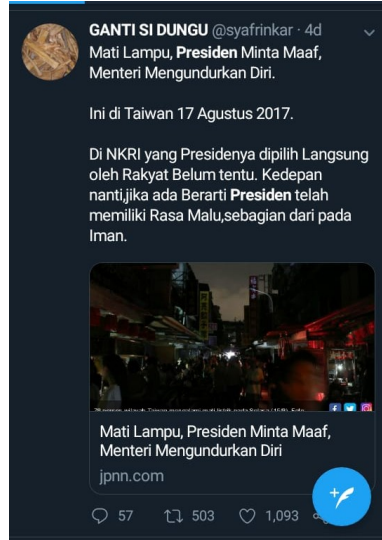 GANTI SI DUNGU @syafrinkar · 4d
Mati Lampu, Presiden Minta Maaf,
Menteri Mengundurkan Diri.
Ini di Taiwan 17 Agustus 2017.
Di NKRI yang Presidenya dipilih Langsung
oleh Rakyat Belum tentu. Kedepan
nanti,jika ada Berarti Presiden telah
memiliki Rasa Malu,sebagian dari pada
Iman.
Mati Lampu, Presiden Minta Maaf,
Menteri Mengundurkan Diri
jpnn.com
57 503 1,093